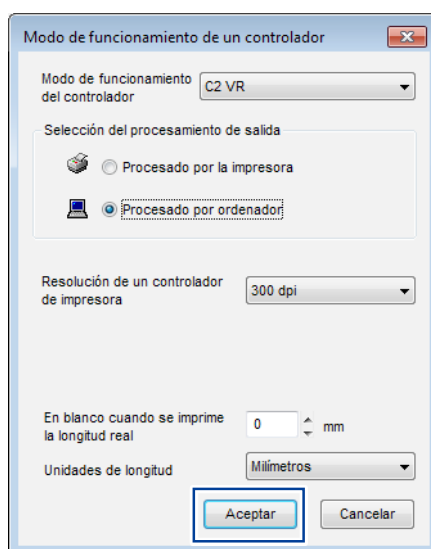 Modo de funcionamiento de un controlador
Modo de funcionamiento
del controlador
C2 VR
Selección del procesamiento de salida
Procesado por la impresora
Procesado por ordenador
Resolución de un controlador
de impresora
300 dpi
En blanco cuando se imprime
la longitud real
0
mm
Unidades de longitud
Milímetros
Aceptar
Cancelar